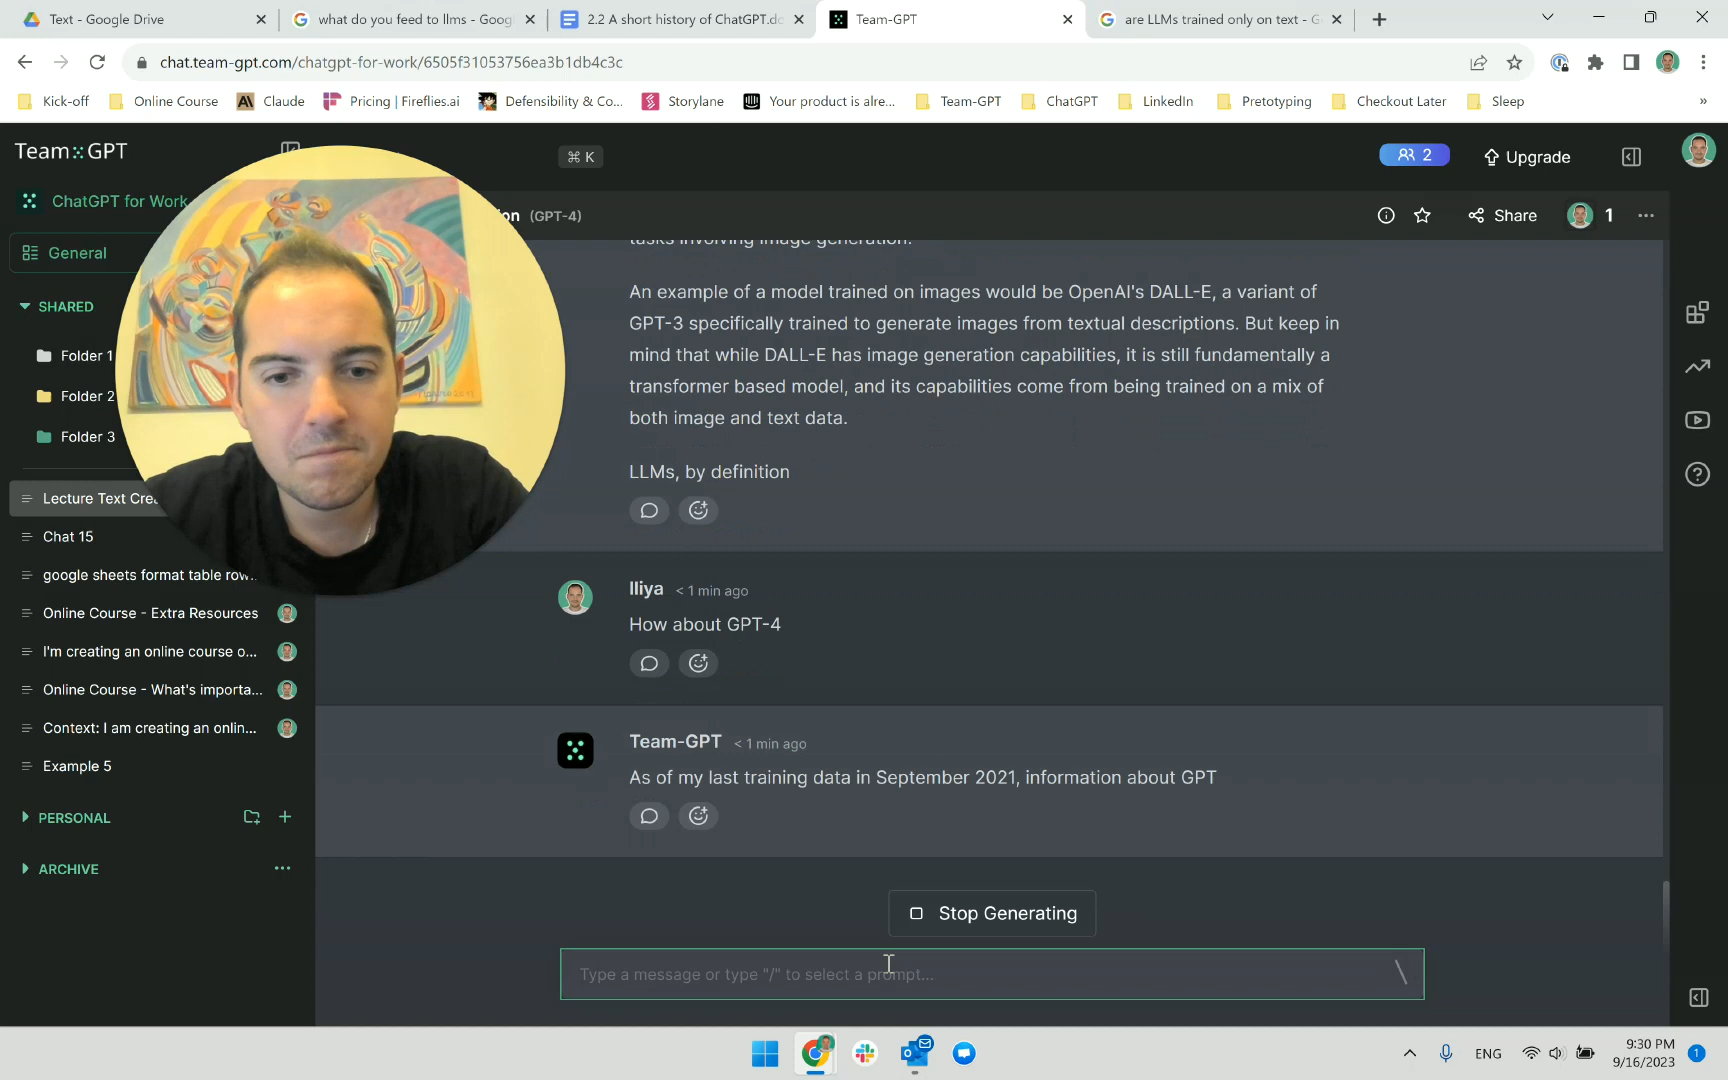 Text - Google Drive
what do you feed to llms - Goog
2.2 A short history of ChatGPT.do
Team-GPT
are LLMs trained only on text - G
chat.team-gpt.com/chatgpt-for-work/6505f31053756ea3b1db4c3c
Kick-off
Online Course
Claude
Pricing | Fireflies.ai
Defensibility & Co...
Storylane
Your product is alre...
Team-GPT
ChatGPT
LinkedIn
Pretotyping
Checkout Later
Sleep
»
Team GPT
⌘ K
2
Upgrade
ChatGPT for Work
on (GPT-4)
Share
1
General
SHARED
Folder 1
Folder 2
Folder 3
Lecture Text Crea
Chat 15
google sheets format table row...
Online Course - Extra Resources
I'm creating an online course o...
Online Course - What's importa...
Context: I am creating an onlin...
Example 5
PERSONAL
ARCHIVE
tasks involving image generation.
An example of a model trained on images would be OpenAI's DALL-E, a variant of
GPT-3 specifically trained to generate images from textual descriptions. But keep in
mind that while DALL-E has image generation capabilities, it is still fundamentally a
transformer based model, and its capabilities come from being trained on a mix of
both image and text data.
LLMs, by definition
Iliya < 1 min ago
How about GPT-4
Team-GPT < 1 min ago
As of my last training data in September 2021, information about GPT
Stop Generating
Type a message or type "/" to select a prompt...
ENG
9:30 PM
9/16/2023
1